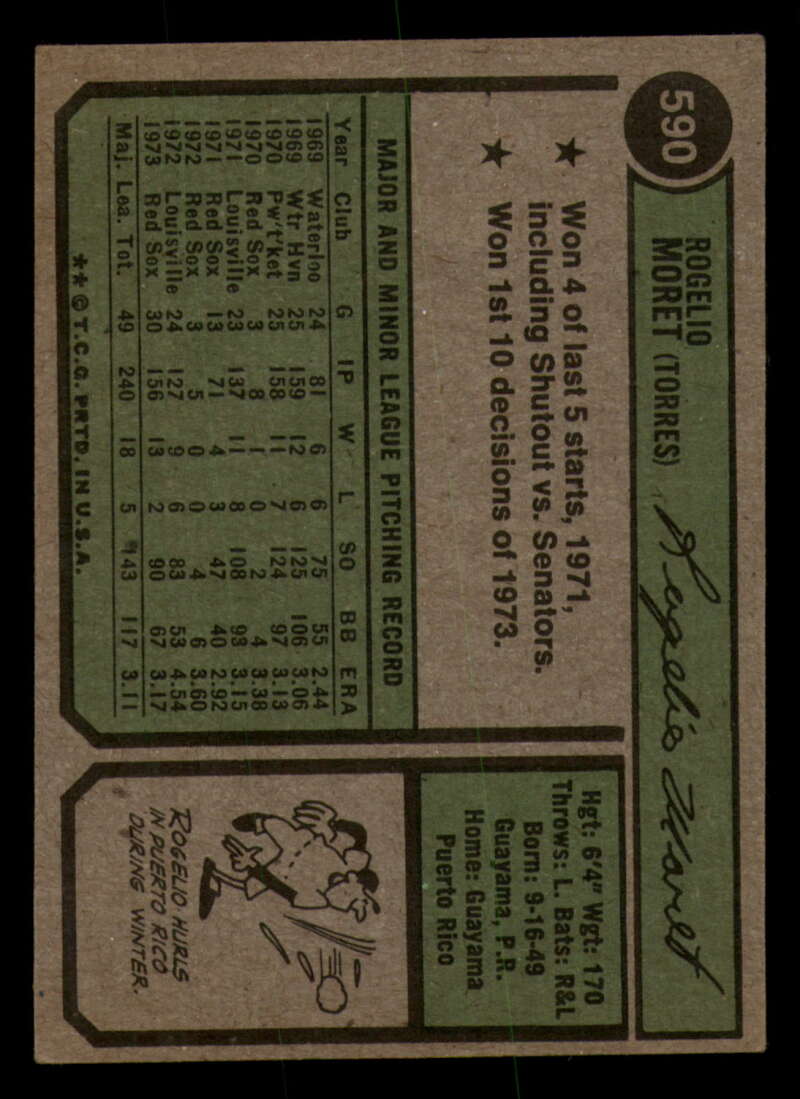 590
ROGELIO
MORET (TORRES)
Rogelio Moret
★ Won 4 of last 5 starts, 1971,
including Shutout vs. Senators.
★ Won 1st 10 decisions of 1973.
MAJOR AND MINOR LEAGUE PITCHING RECORD
Year Club G IP W L SO BB ERA
1969 Waterloo 24 81 6 6 75 55 2.44
1969 Wtr Hvn 25 159 12 6 125 106 3.06
1970 Pw't'ket 25 158 11 7 124 97 3.13
1970 Red Sox 3 8 1 0 2 4 3.38
1971 Louisville 23 137 11 8 108 93 3.15
1971 Red Sox 13 71 4 3 47 40 2.92
1972 Red Sox 3 5 0 0 4 6 3.60
1972 Louisville 24 127 9 6 83 53 4.54
1973 Red Sox 30 156 13 2 90 67 3.17
Maj. Lea. Tot. 49 240 18 5 143 117 3.11
**© T.C.G. PRTD. IN U.S.A.
Hgt: 6'4" Wgt: 170
Throws: L. Bats: R&L
Born: 9-16-49
Guayama, P.R.
Home: Guayama
Puerto Rico
ROGELIO HURLS
IN PUERTO RICO
DURING WINTER.